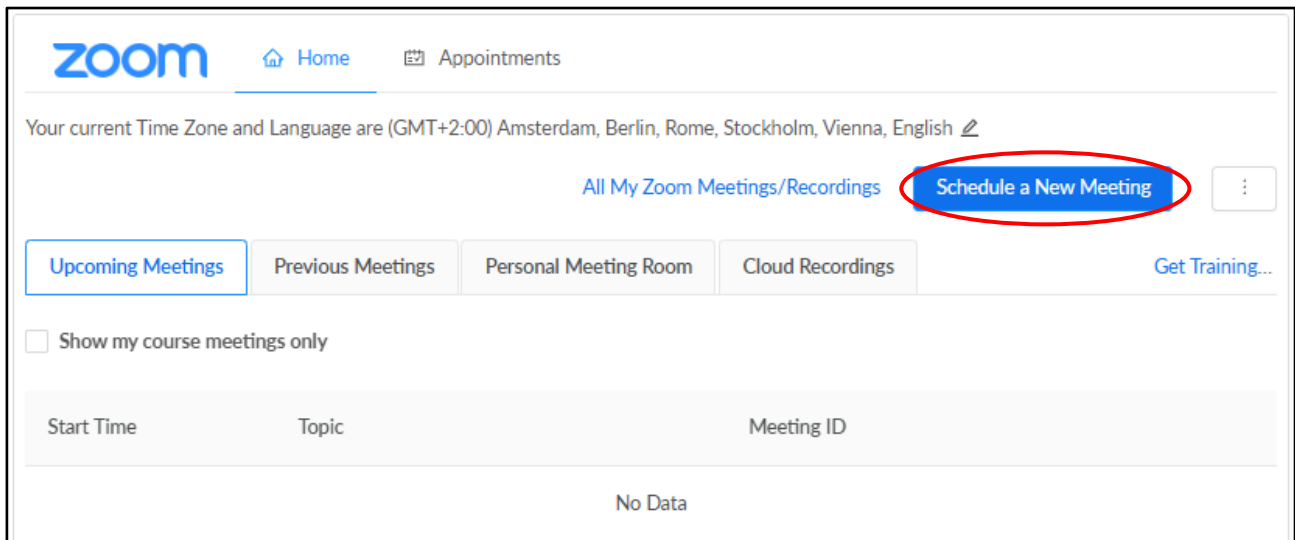 zoom Home Appointments
Your current Time Zone and Language are (GMT+2:00) Amsterdam, Berlin, Rome, Stockholm, Vienna, English
All My Zoom Meetings/Recordings Schedule a New Meeting
Upcoming Meetings Previous Meetings Personal Meeting Room Cloud Recordings Get Training...
Show my course meetings only
Start Time Topic Meeting ID
No Data